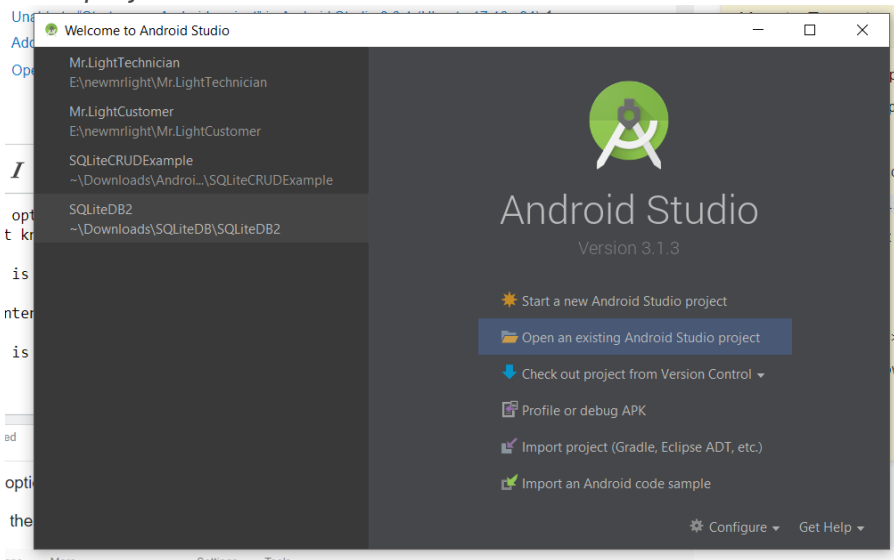 Welcome to Android Studio
Mr.LightTechnician
E:\newmrlight\Mr.LightTechnician
Mr.LightCustomer
E:\newmrlight\Mr.LightCustomer
SQLiteCRUDExample
~\Downloads\Androi...\SQLiteCRUDExample
SQLiteDB2
~\Downloads\SQLiteDB\SQLiteDB2
Android Studio
Version 3.1.3
Start a new Android Studio project
Open an existing Android Studio project
Check out project from Version Control
Profile or debug APK
Import project (Gradle, Eclipse ADT, etc.)
Import an Android code sample
Configure
Get Help
I
is
is
the